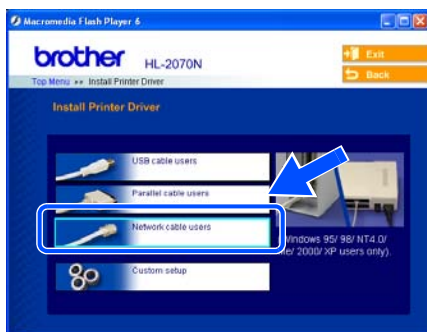 Macromedia Flash Player 6
brother HL-2070N
Exit
Back
Top Menu ▸▸ Install Printer Driver
Install Printer Driver
USB cable users
Parallel cable users
Network cable users
Windows 95/ 98/ NT4.0/
Me/ 2000/ XP users only).
Custom setup